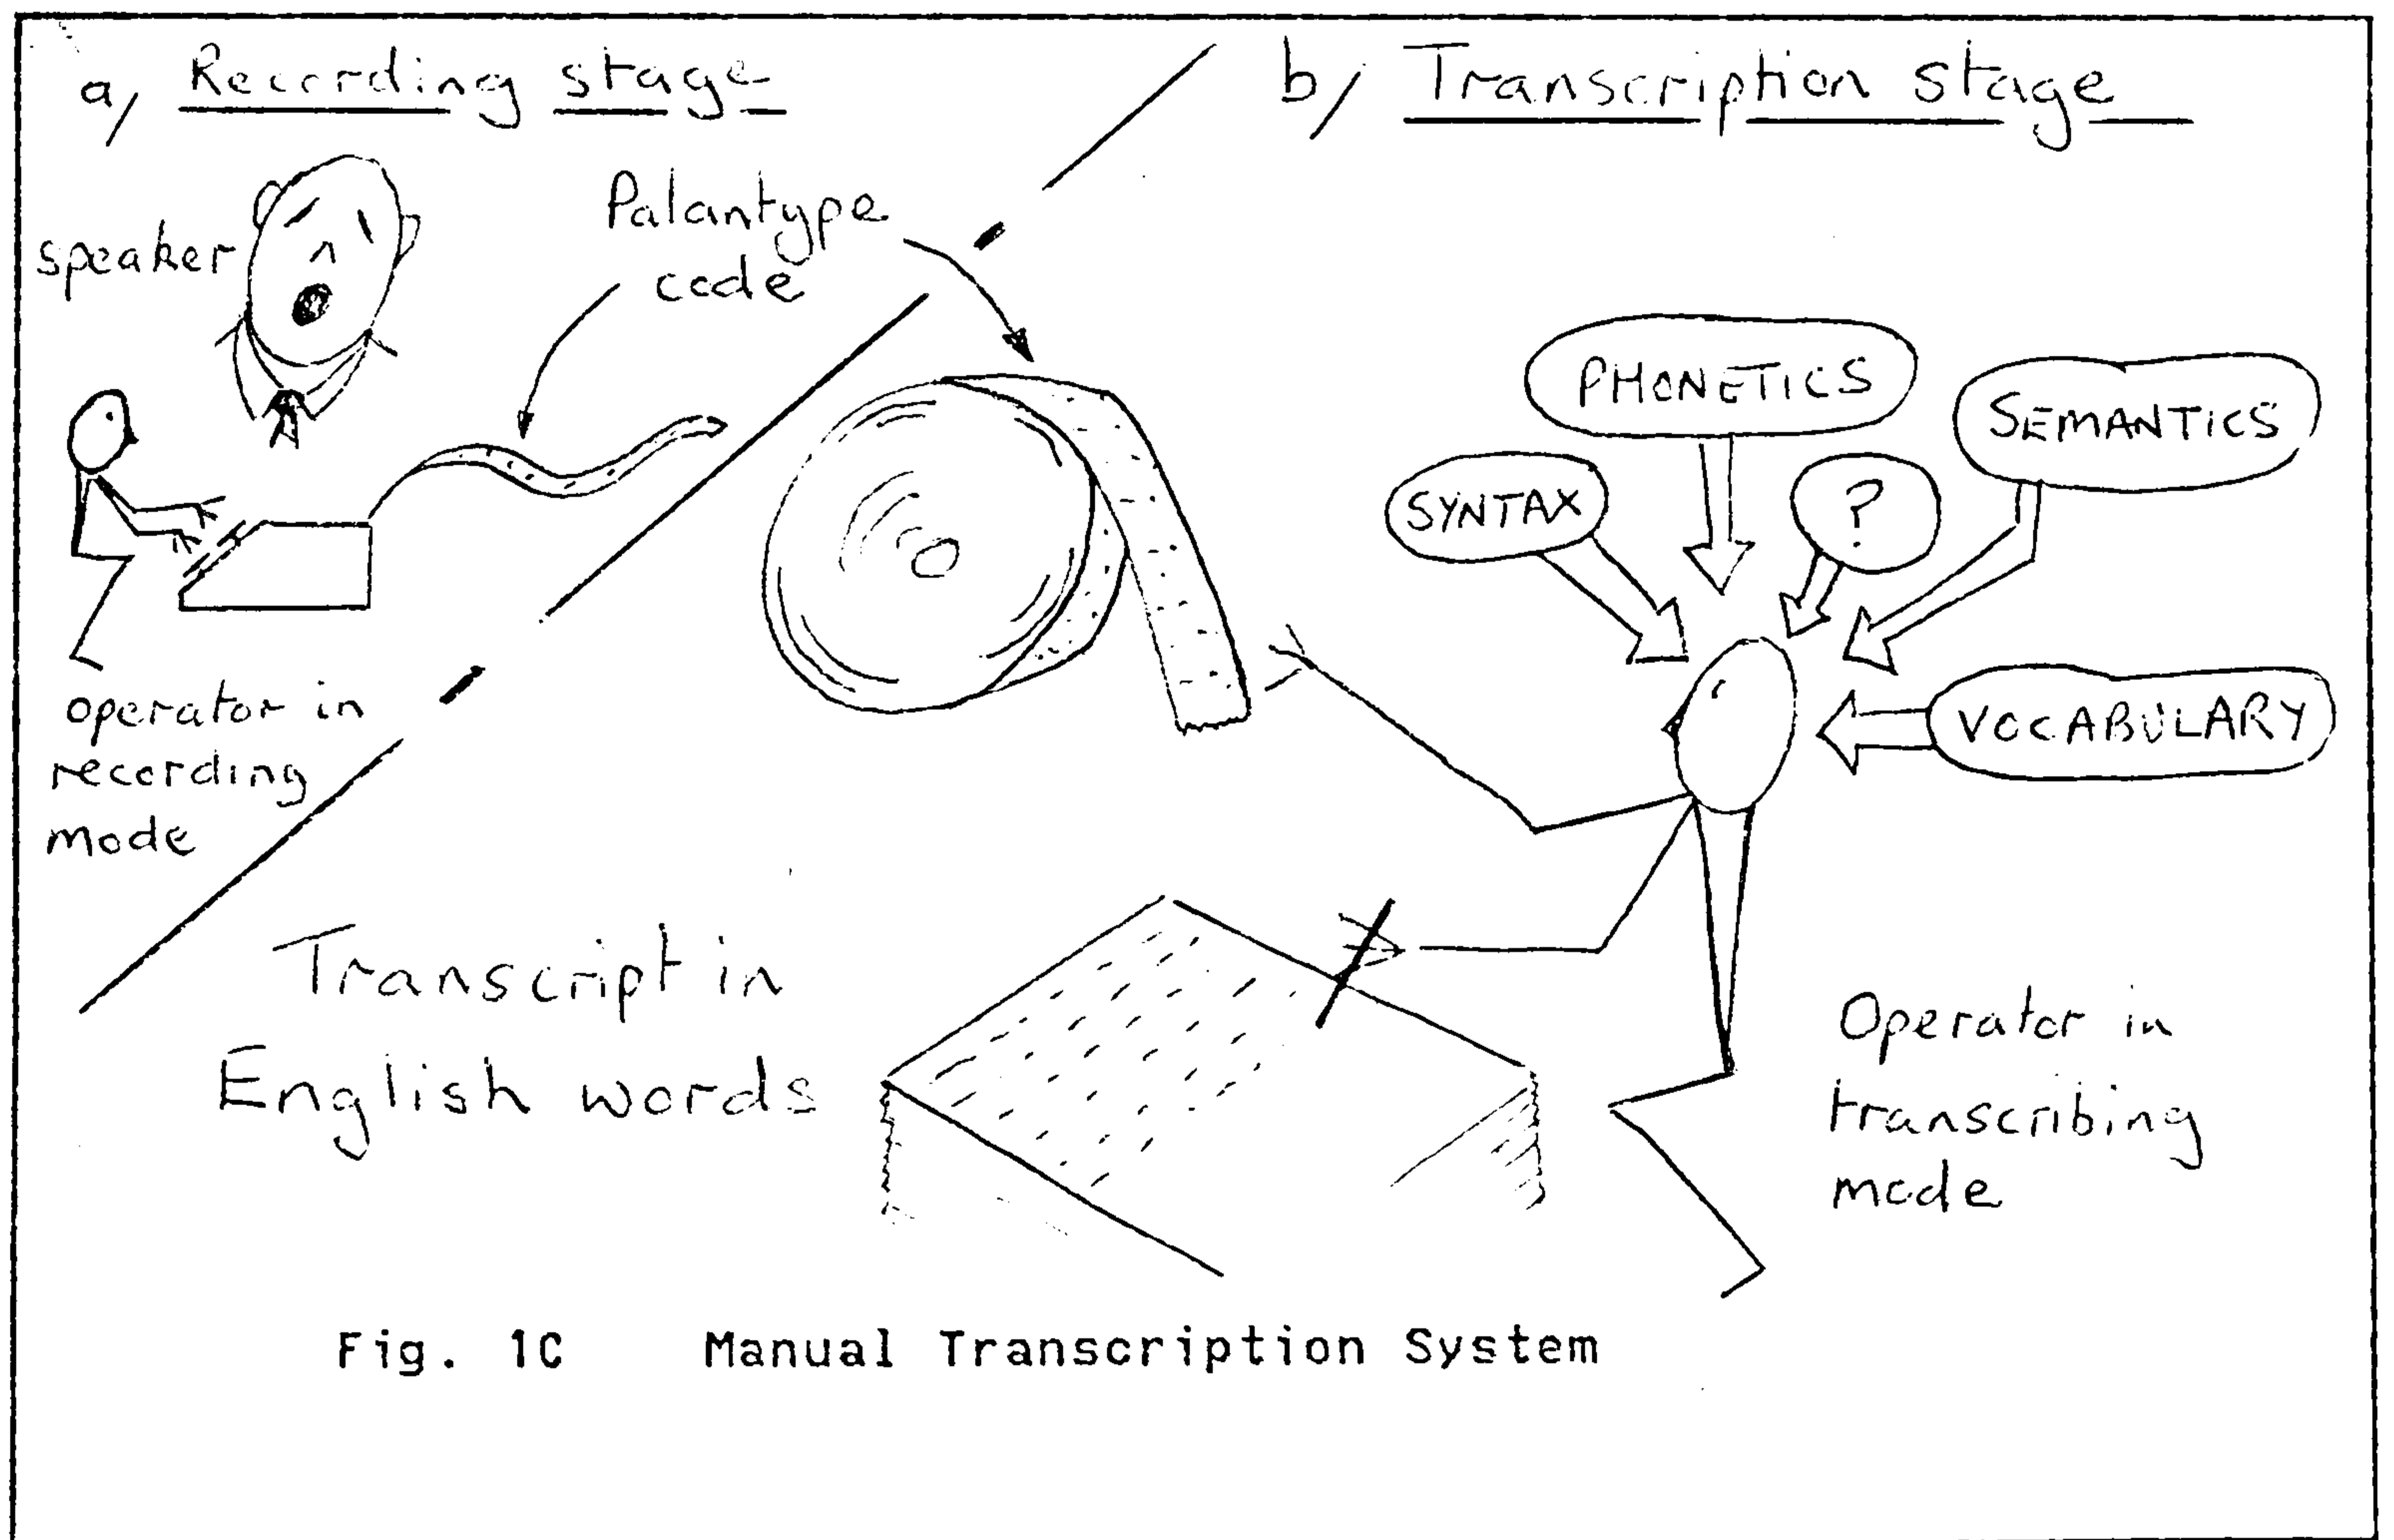 a/ Recording stage
speaker
Palantype
code
operator in
recording
mode
b/ Transcription stage
PHONETICS
SEMANTICS
SYNTAX
?
VOCABULARY
Transcript in
English words
Operator in
transcribing
mode
Fig. 1C Manual Transcription System